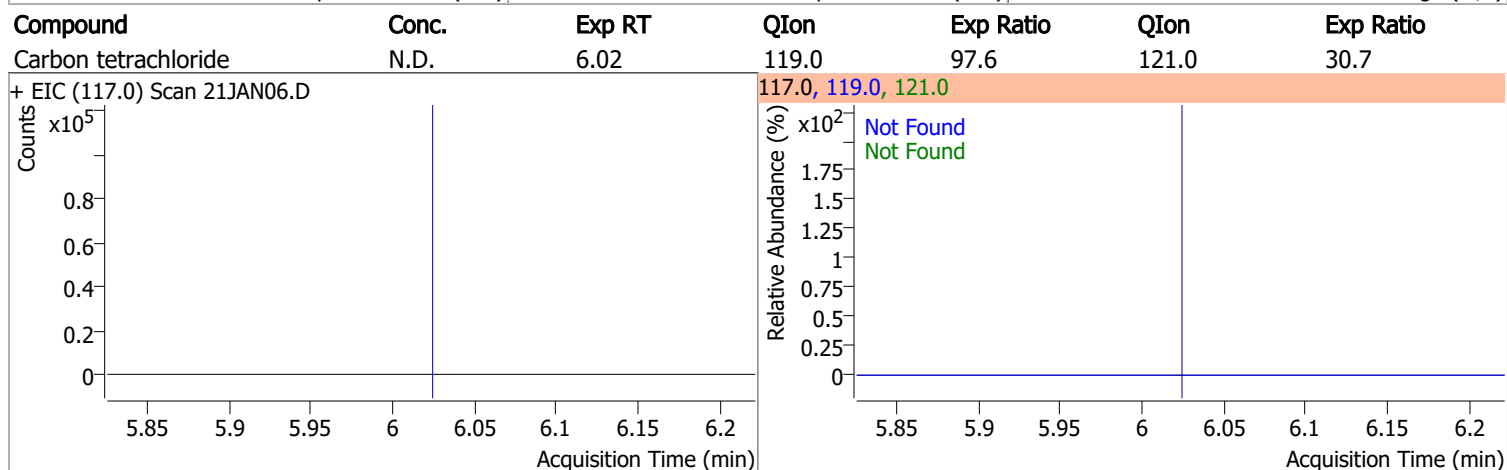 Compound Conc. Exp RT QIon Exp Ratio QIon Exp Ratio
Carbon tetrachloride N.D. 6.02 119.0 97.6 121.0 30.7
+ EIC (117.0) Scan 21JAN06.D
Counts
x10^5
0.8
0.6
0.4
0.2
0
5.85 5.9 5.95 6 6.05 6.1 6.15 6.2
Acquisition Time (min)
117.0, 119.0, 121.0
Relative Abundance (%)
x10^2
Not Found
Not Found
1.75
1.5
1.25
1
0.75
0.5
0.25
0
5.85 5.9 5.95 6 6.05 6.1 6.15 6.2
Acquisition Time (min)